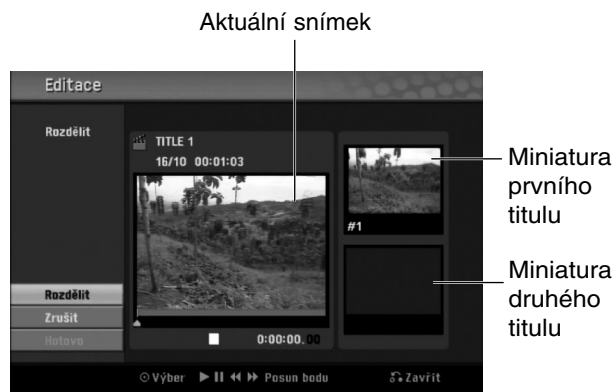 Aktuální snímek
Editace
Rozdělit
TITLE 1
16/10 00:01:03
#1
Miniatura
prvního
titulu
Miniatura
druhého
titulu
Rozdělit
Zrušit
Hotovo
0:00:00.00
Výběr
Posun bodu
Zavřít